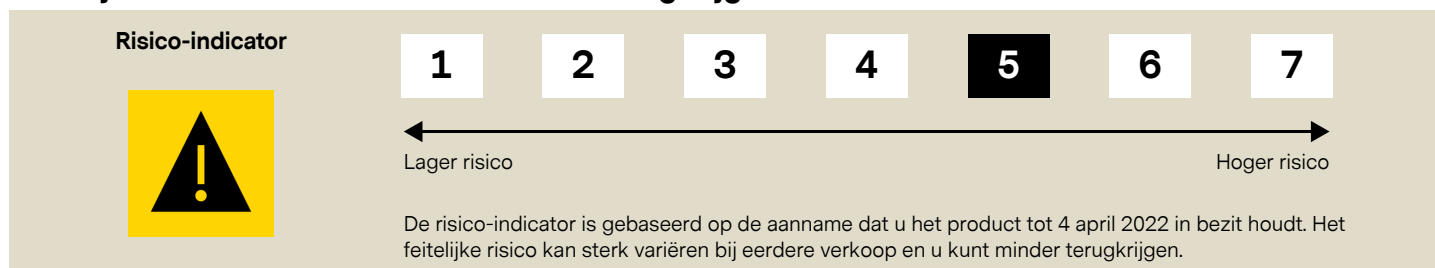 Risico-indicator
1 2 3 4 5 6 7
Lager risico Hoger risico
De risico-indicator is gebaseerd op de aanname dat u het product tot 4 april 2022 in bezit houdt. Het
feitelijke risico kan sterk variëren bij eerdere verkoop en u kunt minder terugkrijgen.